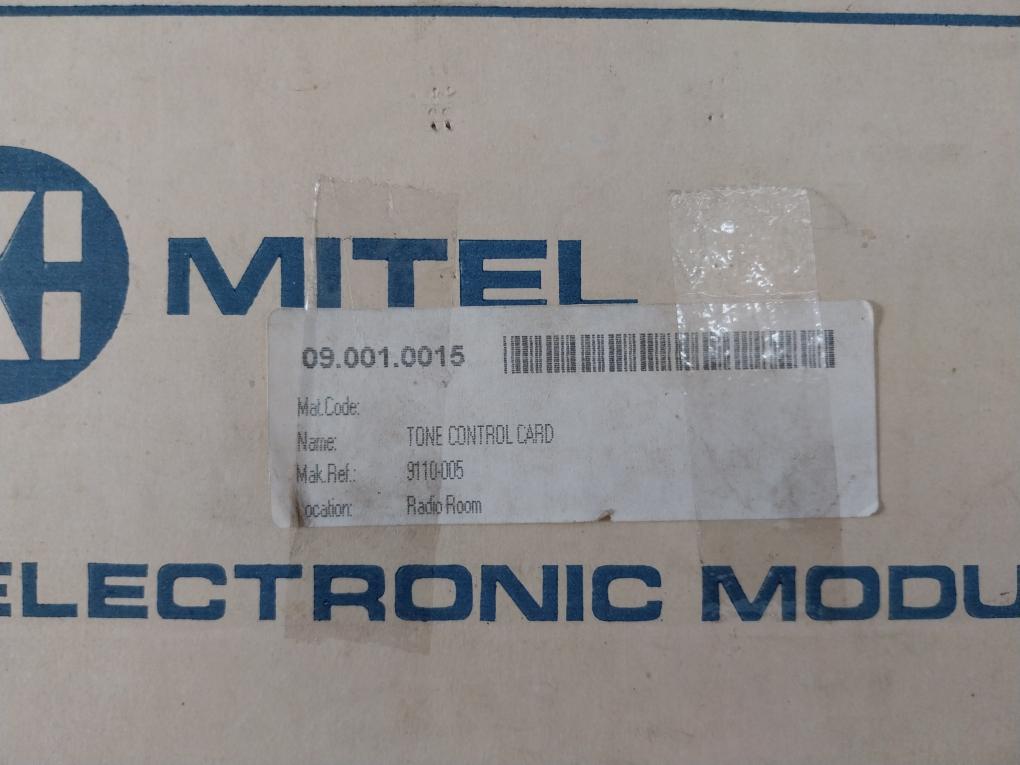 MITEL
09.001.0015
Mat.Code:
Name: TONE CONTROL CARD
Mak.Ref.: 9110-005
ocation: Radio Room
ELECTRONIC MODU